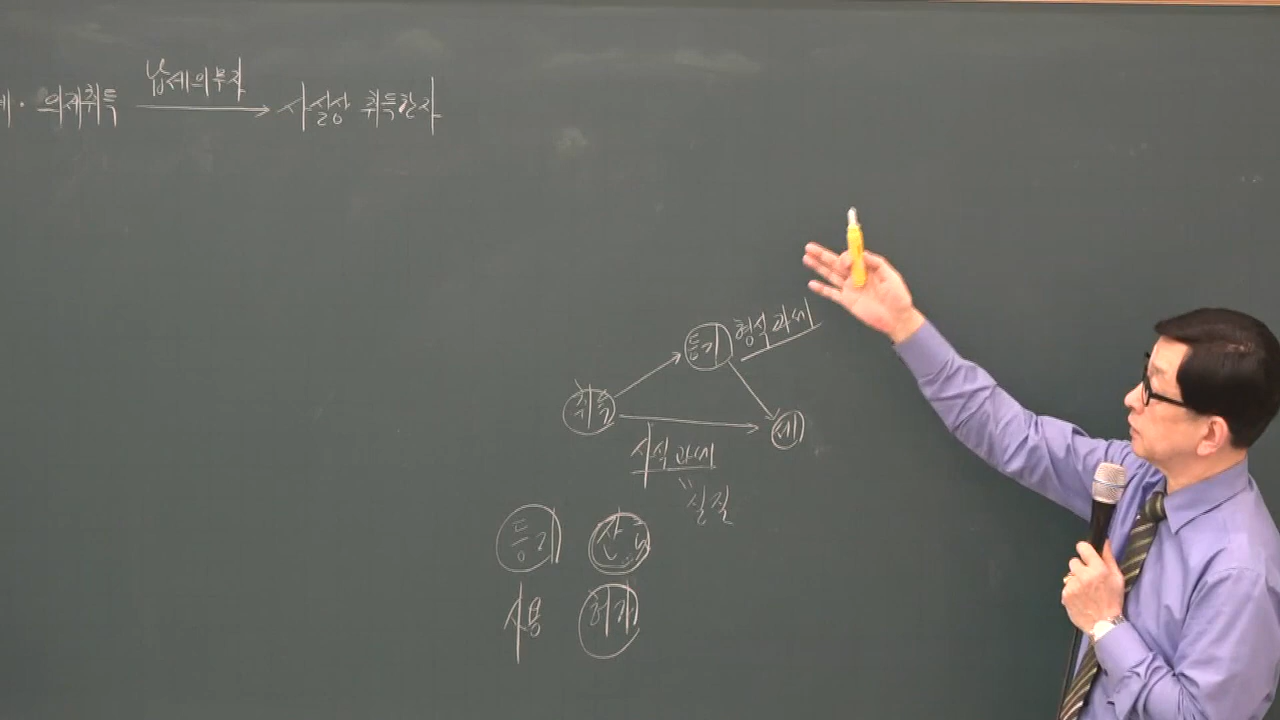 의제취득 납세의무자 → 사실상 취득한자
등기 형식과세
취득
세
사실과세
〃실질
등기
사용 허가